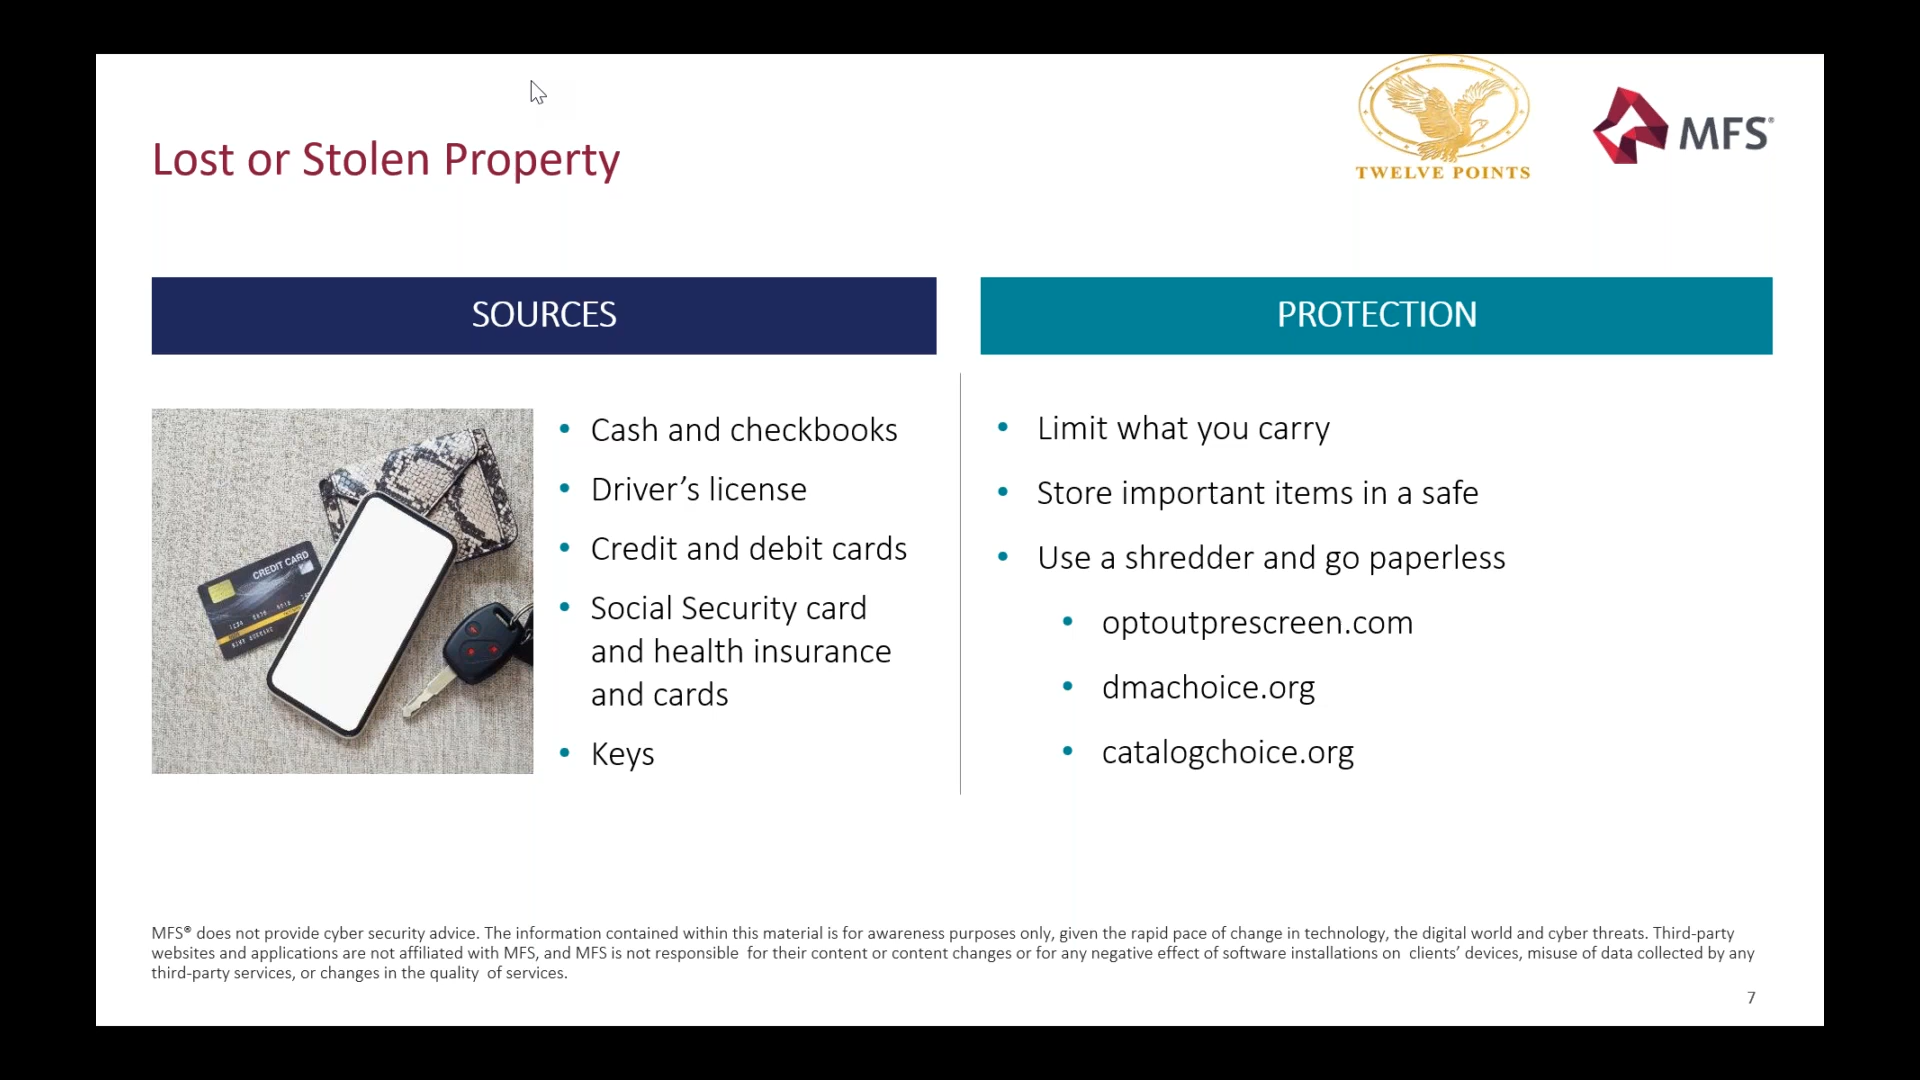 TWELVE POINTS
MFS®
Lost or Stolen Property
SOURCES
CREDIT CARD
• Cash and checkbooks
• Driver’s license
• Credit and debit cards
• Social Security card
and health insurance
and cards
• Keys
PROTECTION
• Limit what you carry
• Store important items in a safe
• Use a shredder and go paperless
• optoutprescreen.com
• dmachoice.org
• catalogchoice.org
MFS® does not provide cyber security advice. The information contained within this material is for awareness purposes only, given the rapid pace of change in technology, the digital world and cyber threats. Third-party
websites and applications are not affiliated with MFS, and MFS is not responsible for their content or content changes or for any negative effect of software installations on clients’ devices, misuse of data collected by any
third-party services, or changes in the quality of services.
7